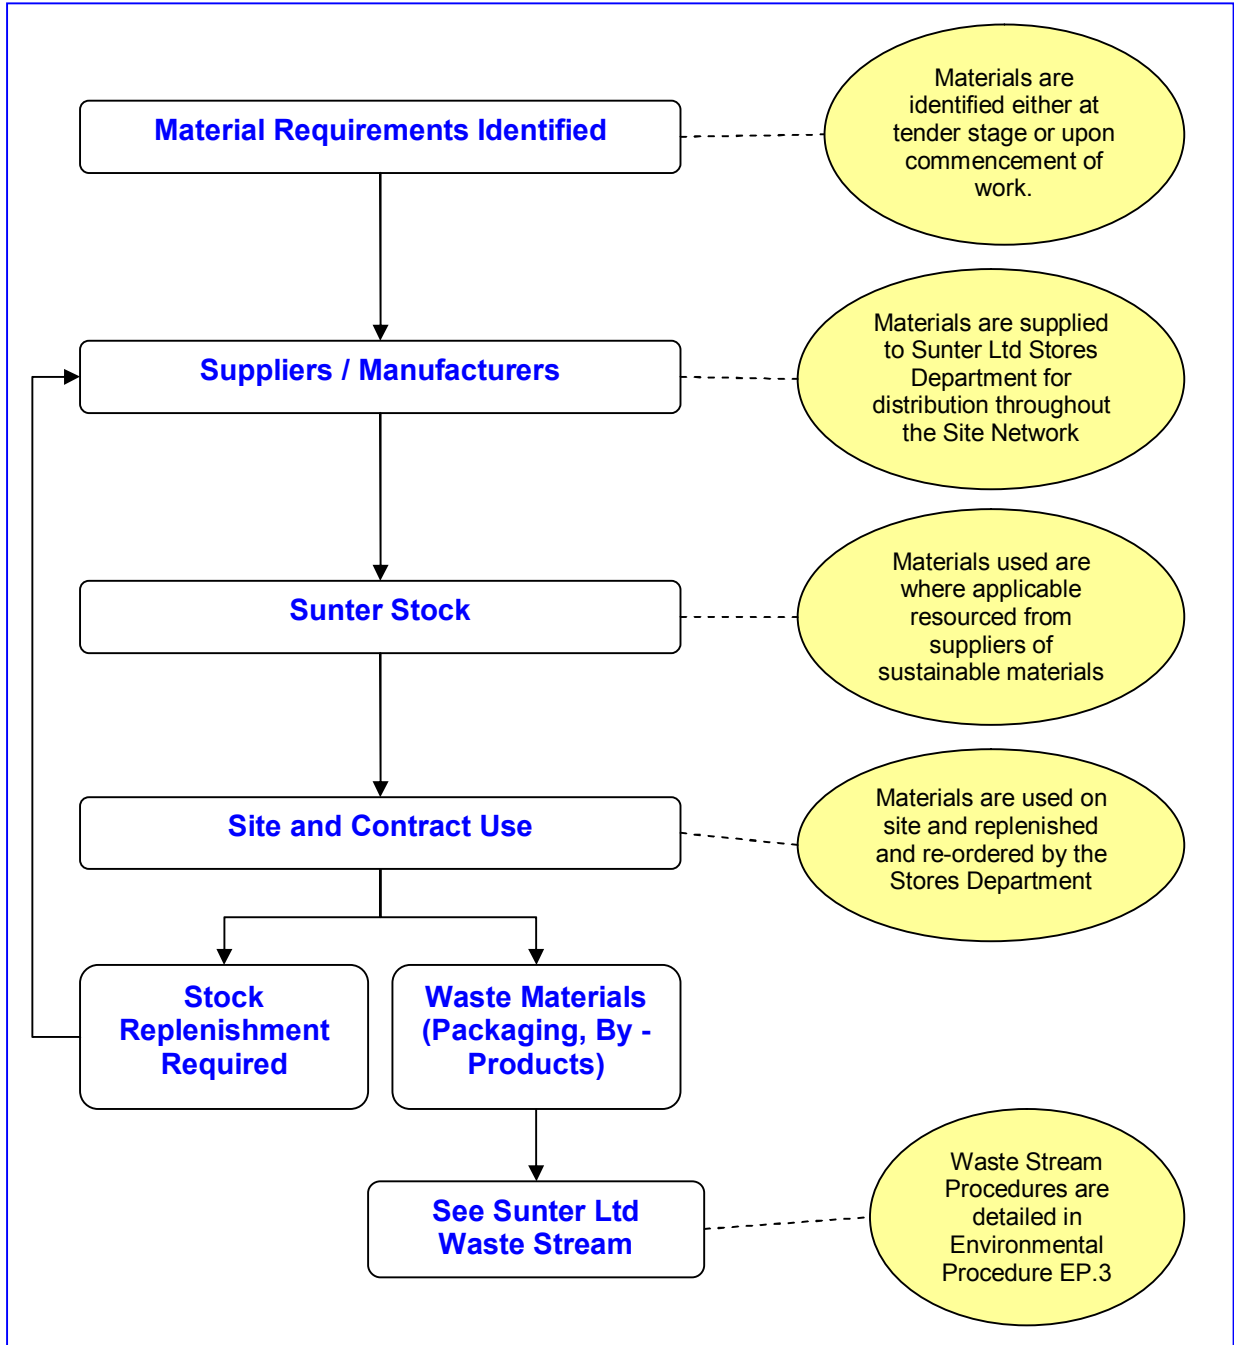 Material Requirements Identified
Materials are
identified either at
tender stage or upon
commencement of
work.
Suppliers / Manufacturers
Materials are supplied
to Sunter Ltd Stores
Department for
distribution throughout
the Site Network
Sunter Stock
Materials used are
where applicable
resourced from
suppliers of
sustainable materials
Site and Contract Use
Materials are used on
site and replenished
and re-ordered by the
Stores Department
Stock
Replenishment
Required
Waste Materials
(Packaging, By -
Products)
See Sunter Ltd
Waste Stream
Waste Stream
Procedures are
detailed in
Environmental
Procedure EP.3